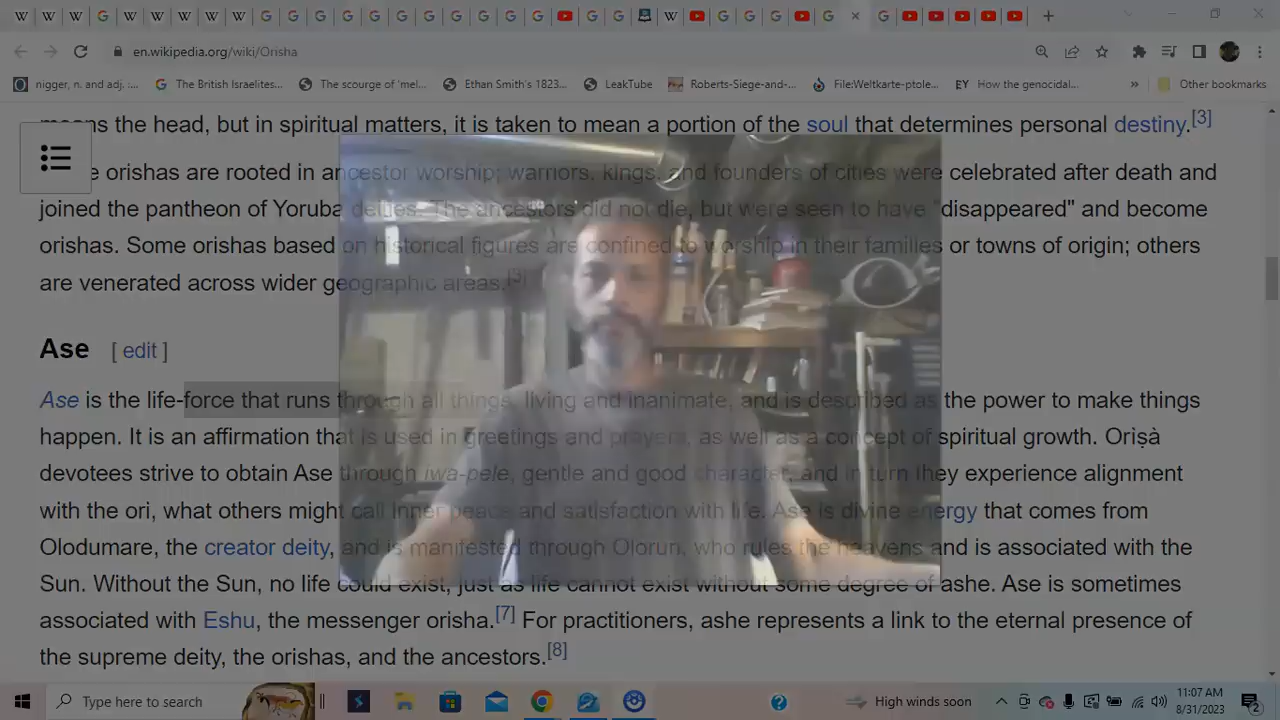 en.wikipedia.org/wiki/Orisha
nigger, n. and adj. :... The British Israelites... The scourge of 'mel... Ethan Smith's 1823... LeakTube Roberts-Siege-and-... File:Weltkarte-ptole... EY How the genocidal... » Other bookmarks
means the head, but in spiritual matters, it is taken to mean a portion of the soul that determines personal destiny.[3]
orishas are rooted in ancestor worship; warriors, kings, and founders of cities were celebrated after death and
joined the pantheon of Yoruba deities. The ancestors did not die, but were seen to have "disappeared" and become
orishas. Some orishas based on historical figures are confined to worship in their families or towns of origin; others
are venerated across wider geographic areas.
Ase [ edit ]
Ase is the life-force that runs through all things, living and inanimate, and is described as the power to make things
happen. It is an affirmation that is used in greetings and prayers, as well as a concept of spiritual growth. Orìṣà
devotees strive to obtain Ase through iwa-pele, gentle and good character, and in turn they experience alignment
with the ori, what others might call inner peace and satisfaction with life. Ase is divine energy that comes from
Olodumare, the creator deity, and is manifested through Olorun, who rules the heavens and is associated with the
Sun. Without the Sun, no life could exist, just as life cannot exist without some degree of ashe. Ase is sometimes
associated with Eshu, the messenger orisha.[7] For practitioners, ashe represents a link to the eternal presence of
the supreme deity, the orishas, and the ancestors.[8]
Type here to search High winds soon 11:07 AM
8/31/2023 2